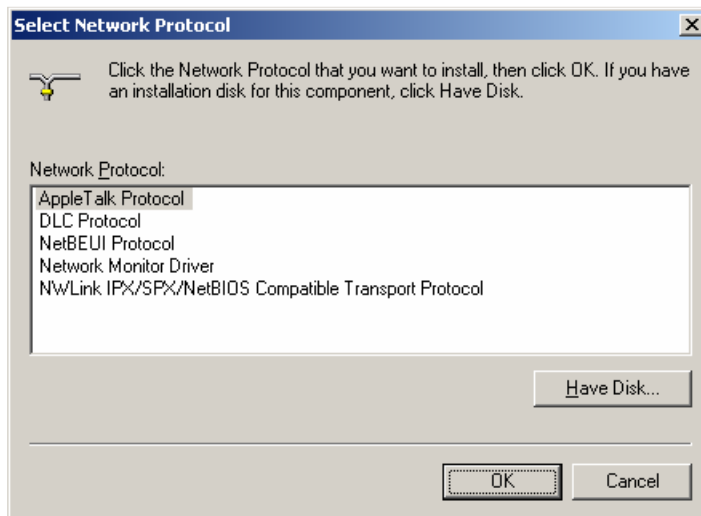 Select Network Protocol
Click the Network Protocol that you want to install, then click OK. If you have
an installation disk for this component, click Have Disk.
Network Protocol:
AppleTalk Protocol
DLC Protocol
NetBEUI Protocol
Network Monitor Driver
NWLink IPX/SPX/NetBIOS Compatible Transport Protocol
Have Disk...
OK
Cancel